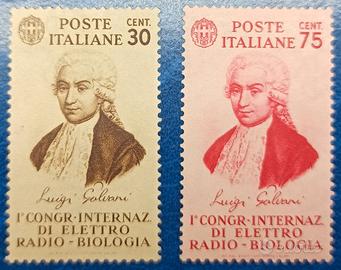 POSTE CENT.
ITALIANE 30
Luigi Galvani
I° CONGR·INTERNAZ.
DI ELETTRO
RADIO - BIOLOGIA
POSTE CENT.
ITALIANE 75
Luigi Galvani
I° CONGR·INTERNAZ.
DI ELETTRO
RADIO - BIOLOGIA